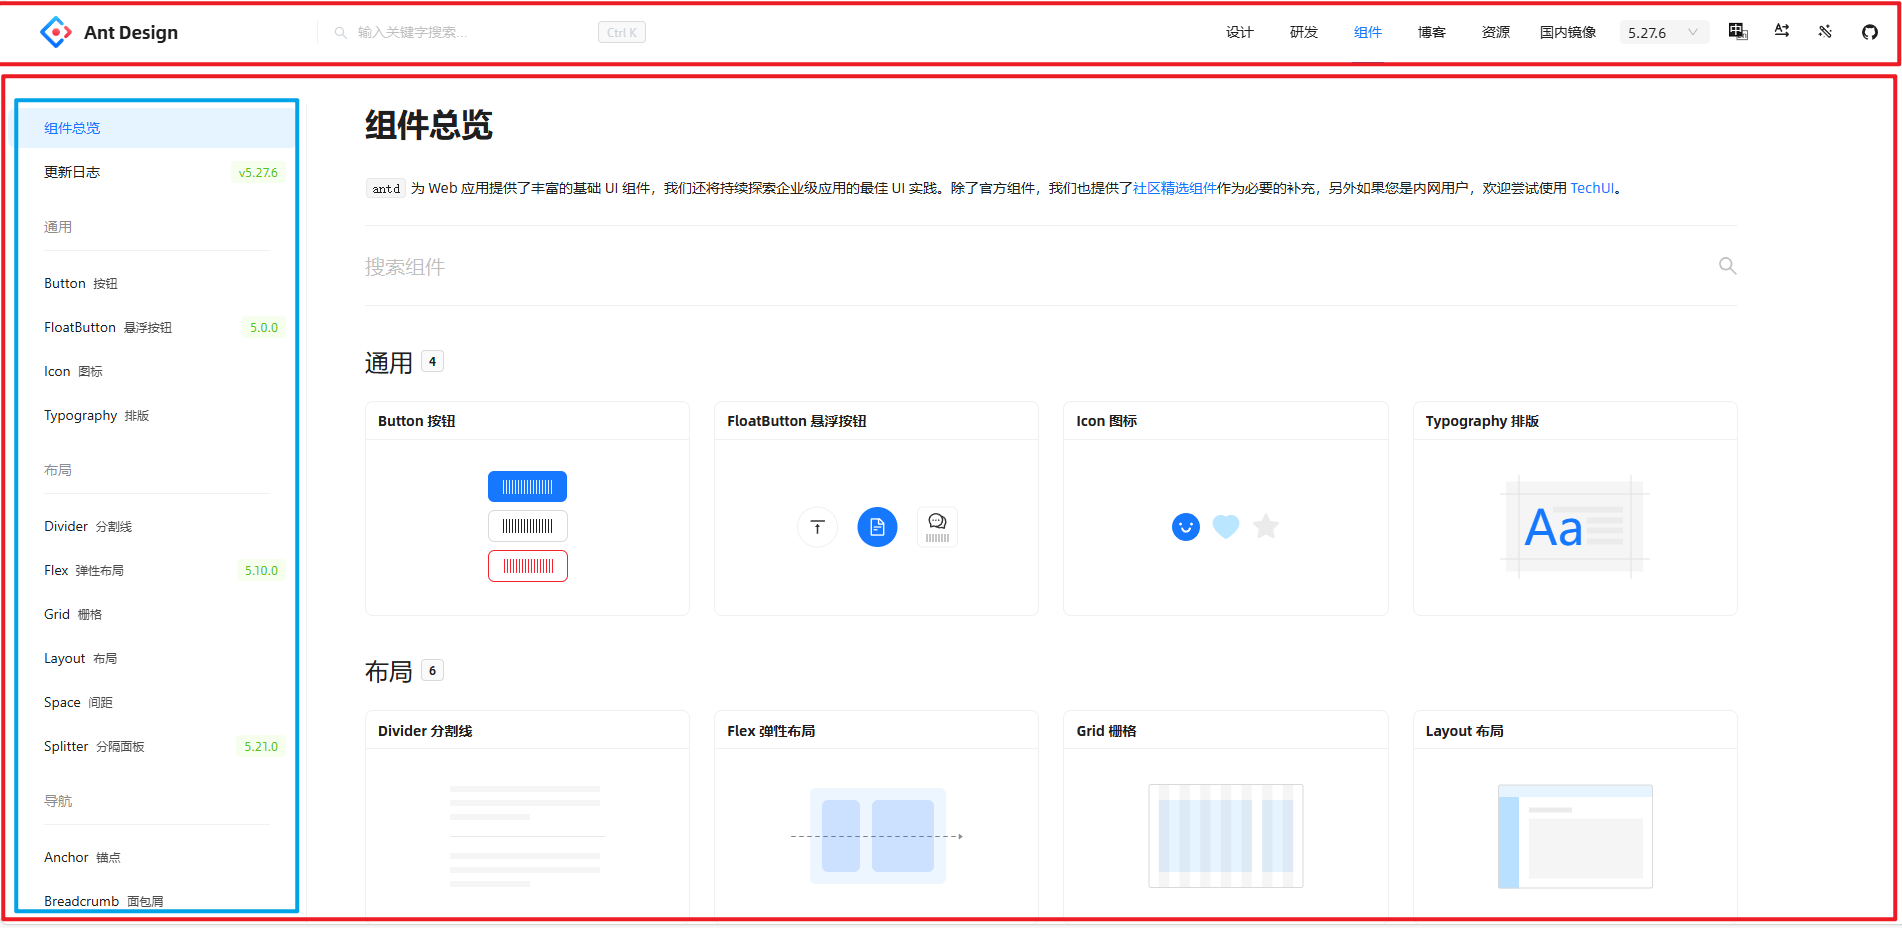 Ant Design
输入关键字搜索...
Ctrl K
设计
研发
组件
博客
资源
国内镜像
5.27.6
中
组件总览
更新日志 v5.27.6
通用
Button 按钮
FloatButton 悬浮按钮 5.0.0
Icon 图标
Typography 排版
布局
Divider 分割线
Flex 弹性布局 5.10.0
Grid 栅格
Layout 布局
Space 间距
Splitter 分隔面板 5.21.0
导航
Anchor 锚点
Breadcrumb 面包屑
组件总览
antd 为 Web 应用提供了丰富的基础 UI 组件，我们还将持续探索企业级应用的最佳 UI 实践。除了官方组件，我们也提供了社区精选组件作为必要的补充，另外如果您是内网用户，欢迎尝试使用 TechUI。
搜索组件
通用 4
Button 按钮
FloatButton 悬浮按钮
Icon 图标
Typography 排版
Aa
布局 6
Divider 分割线
Flex 弹性布局
Grid 栅格
Layout 布局